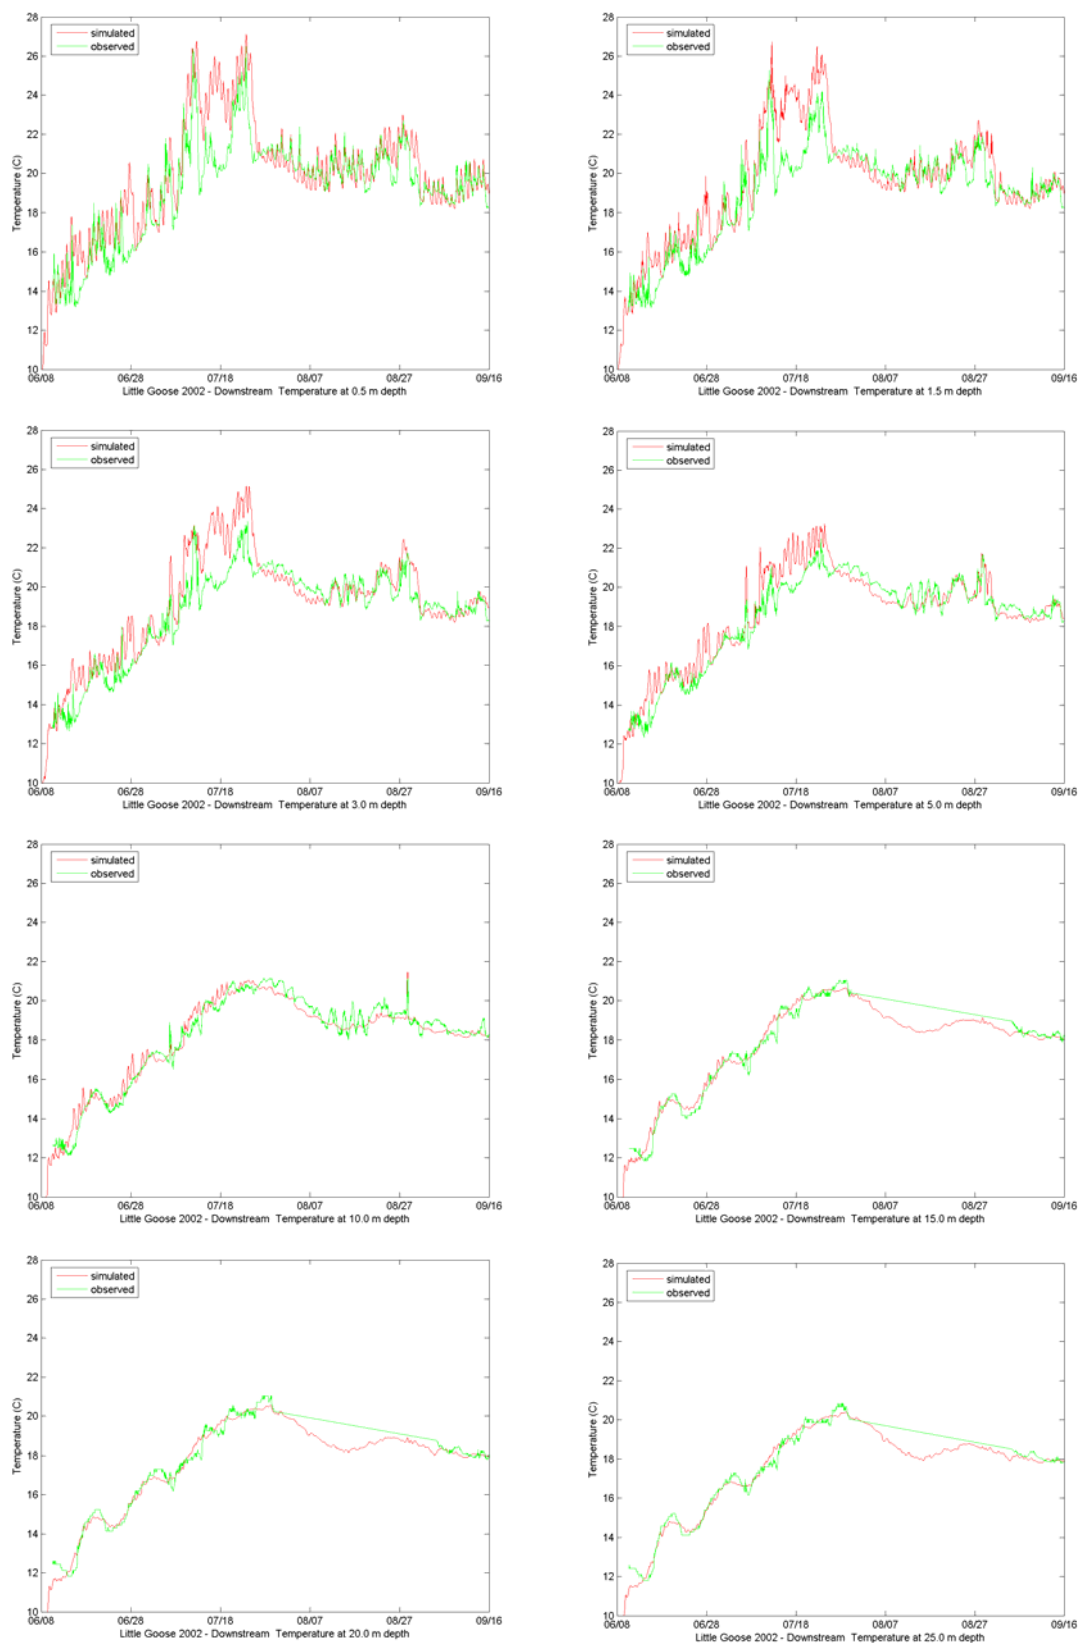 28
26
24
22
20
18
16
14
12
10
Temperature (C)
simulated
observed
06/08 06/28 07/18 08/07 08/27 09/16
Little Goose 2002 - Downstream Temperature at 0.5 m depth
28
26
24
22
20
18
16
14
12
10
Temperature (C)
simulated
observed
06/08 06/28 07/18 08/07 08/27 09/16
Little Goose 2002 - Downstream Temperature at 1.5 m depth
28
26
24
22
20
18
16
14
12
10
Temperature (C)
simulated
observed
06/08 06/28 07/18 08/07 08/27 09/16
Little Goose 2002 - Downstream Temperature at 3.0 m depth
28
26
24
22
20
18
16
14
12
10
Temperature (C)
simulated
observed
06/08 06/28 07/18 08/07 08/27 09/16
Little Goose 2002 - Downstream Temperature at 5.0 m depth
28
26
24
22
20
18
16
14
12
10
Temperature (C)
simulated
observed
06/08 06/28 07/18 08/07 08/27 09/16
Little Goose 2002 - Downstream Temperature at 10.0 m depth
28
26
24
22
20
18
16
14
12
10
Temperature (C)
simulated
observed
06/08 06/28 07/18 08/07 08/27 09/16
Little Goose 2002 - Downstream Temperature at 15.0 m depth
28
26
24
22
20
18
16
14
12
10
Temperature (C)
simulated
observed
06/08 06/28 07/18 08/07 08/27 09/16
Little Goose 2002 - Downstream Temperature at 20.0 m depth
28
26
24
22
20
18
16
14
12
10
Temperature (C)
simulated
observed
06/08 06/28 07/18 08/07 08/27 09/16
Little Goose 2002 - Downstream Temperature at 25.0 m depth